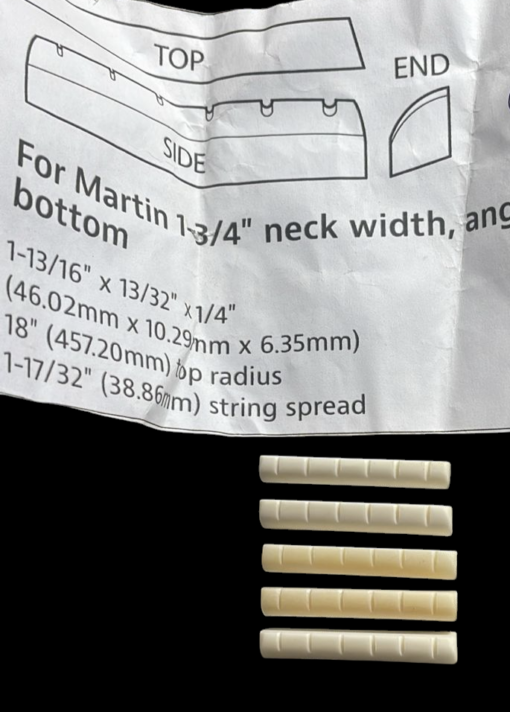 TOP
END
SIDE
For Martin 1-3/4" neck width, ang
bottom
1-13/16" x 13/32" x 1/4"
(46.02mm x 10.29mm x 6.35mm)
18" (457.20mm) top radius
1-17/32" (38.86mm) string spread